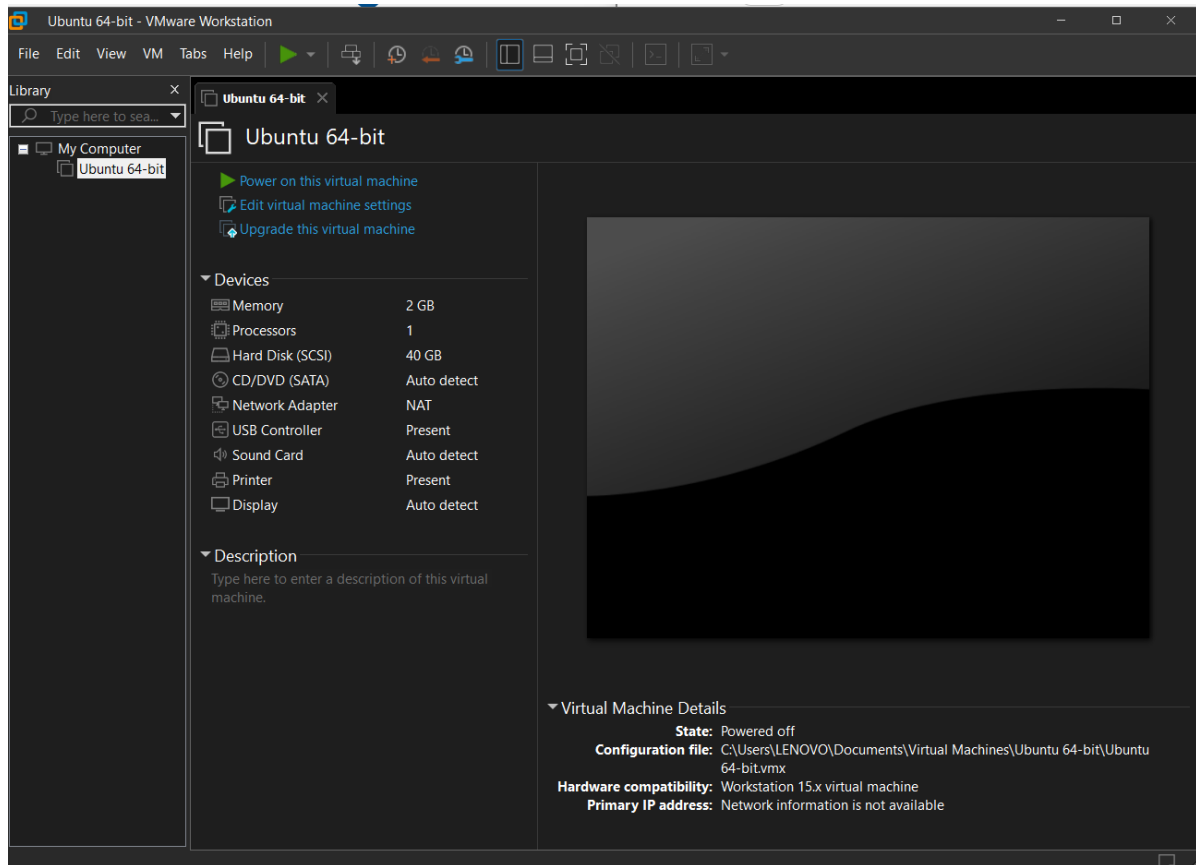 Ubuntu 64-bit - VMware Workstation
File Edit View VM Tabs Help
Library X
Type here to sea...
My Computer
Ubuntu 64-bit
Ubuntu 64-bit
Ubuntu 64-bit
Power on this virtual machine
Edit virtual machine settings
Upgrade this virtual machine
Devices
Memory 2 GB
Processors 1
Hard Disk (SCSI) 40 GB
CD/DVD (SATA) Auto detect
Network Adapter NAT
USB Controller Present
Sound Card Auto detect
Printer Present
Display Auto detect
Description
Type here to enter a description of this virtual
machine.
Virtual Machine Details
State: Powered off
Configuration file: C:\Users\LENOVO\Documents\Virtual Machines\Ubuntu 64-bit\Ubuntu
64-bit.vmx
Hardware compatibility: Workstation 15.x virtual machine
Primary IP address: Network information is not available